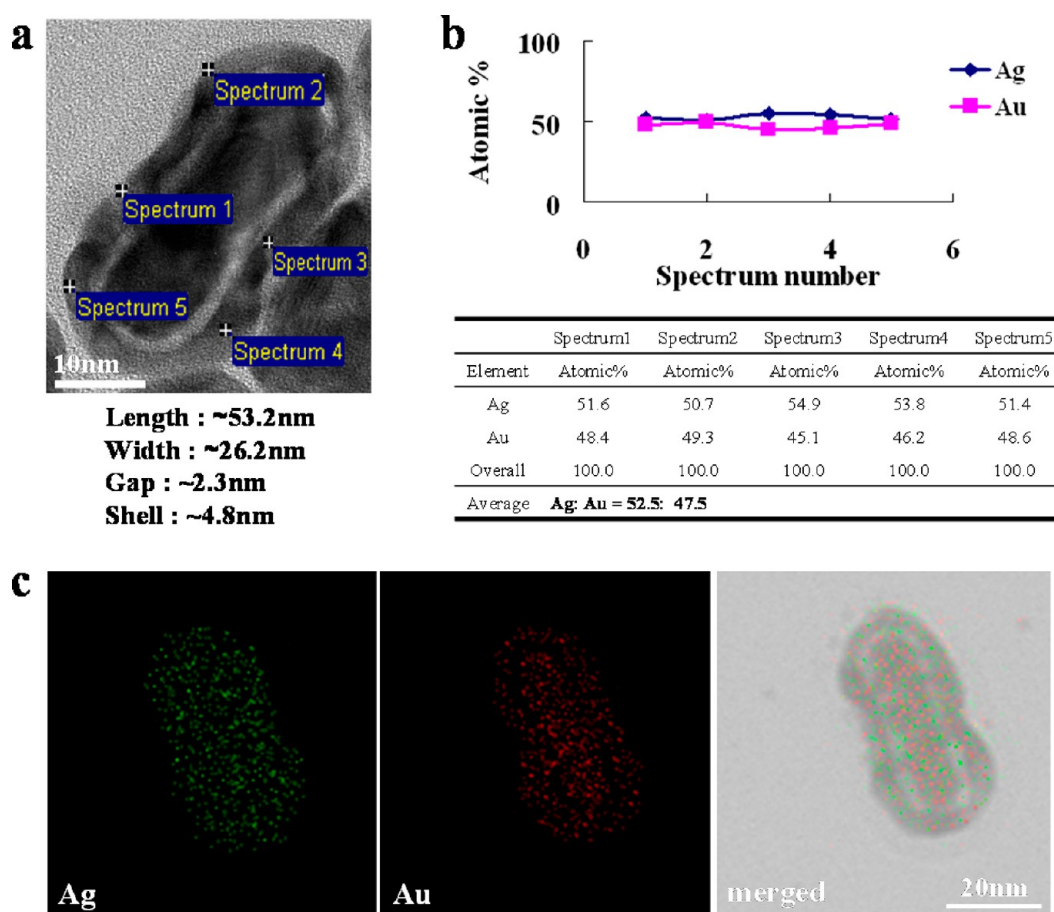 a
Spectrum 2
Spectrum 1
Spectrum 3
Spectrum 5
Spectrum 4
10nm
Length : ~53.2nm
Width : ~26.2nm
Gap : ~2.3nm
Shell : ~4.8nm
b
Atomic %
100
50
0
0 2 4 6
Spectrum number
Ag
Au
Spectrum1 Spectrum2 Spectrum3 Spectrum4 Spectrum5
Element Atomic% Atomic% Atomic% Atomic% Atomic%
Ag 51.6 50.7 54.9 53.8 51.4
Au 48.4 49.3 45.1 46.2 48.6
Overall 100.0 100.0 100.0 100.0 100.0
Average Ag: Au = 52.5: 47.5
c
Ag
Au
merged
20nm